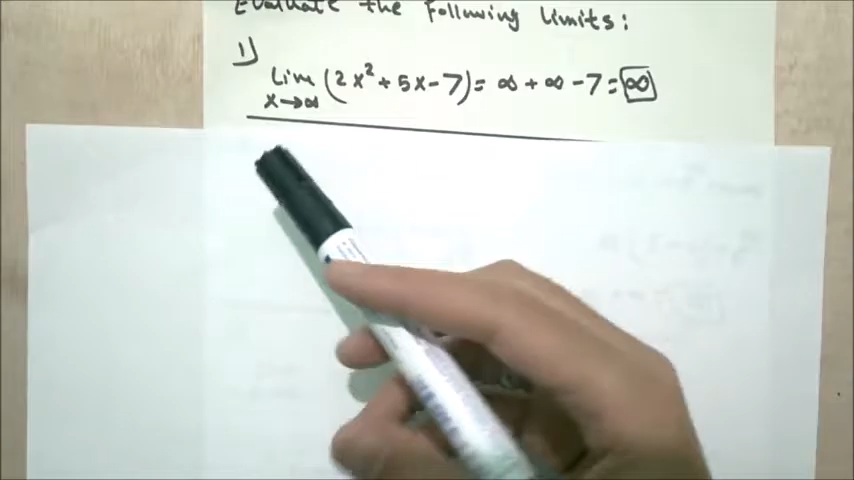 Evaluate the following limits:
1)
lim (2x² + 5x - 7) = ∞ + ∞ - 7 = ∞
x→∞